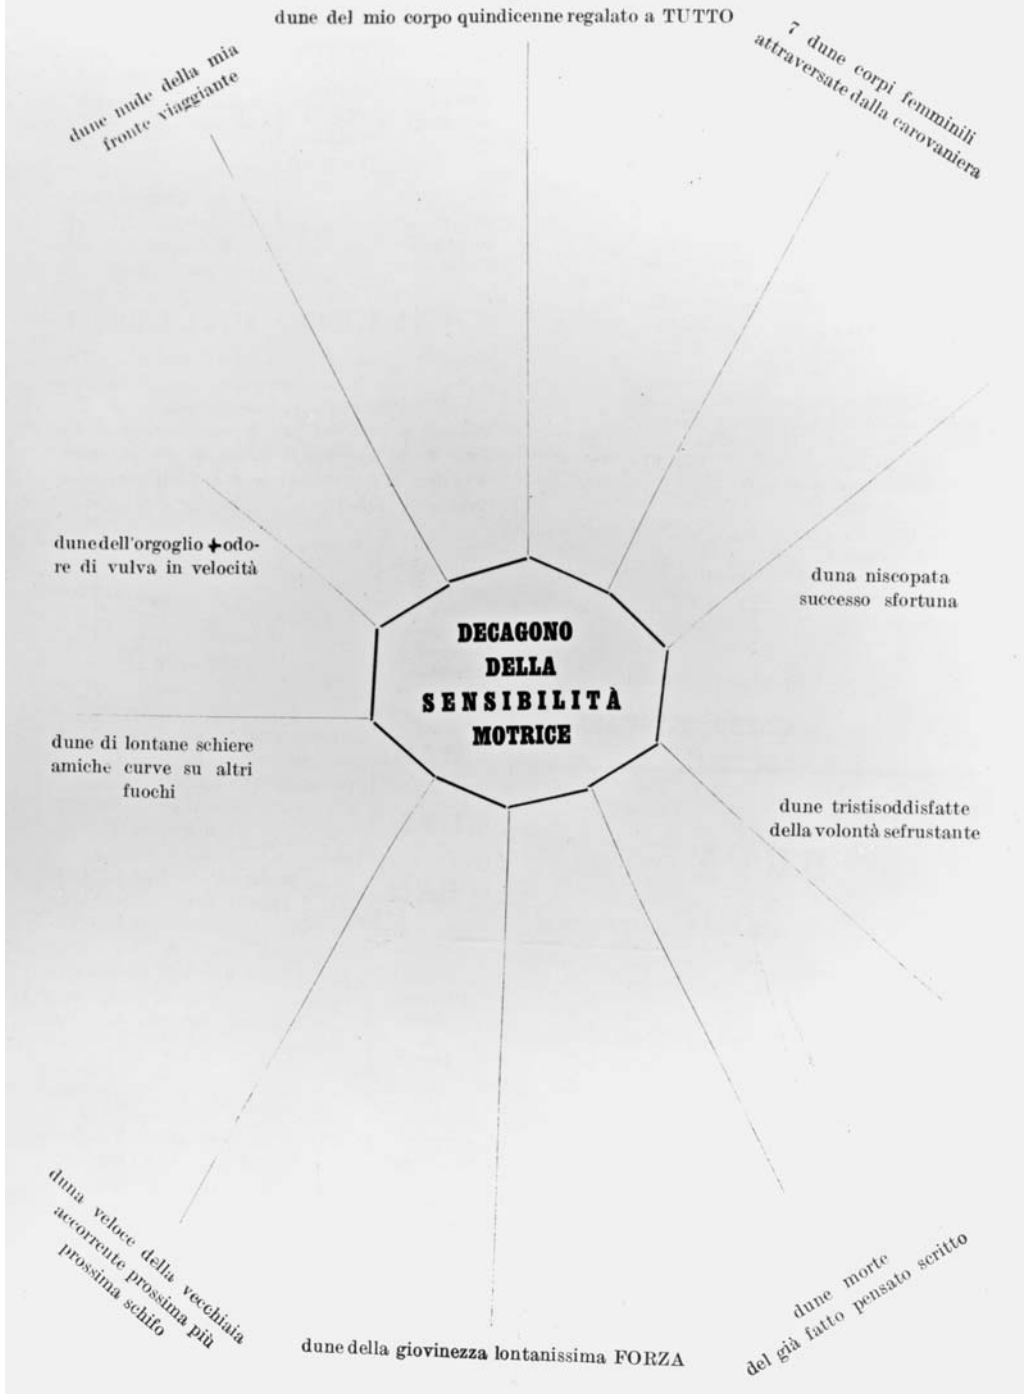 dune del mio corpo quindicenne regalato a TUTTO
dune nude della mia
fronte viaggiante
7 dune corpi femminili
attraversate dalla carovaniera
dune dell'orgoglio + odo-
re di vulva in velocità
duna niscopata
successo sfortuna
DECAGONO
DELLA
SENSIBILITÀ
MOTRICE
dune di lontane schiere
amiche curve su altri
fuochi
dune tristisoddisfatte
della volontà sefrustante
duna veloce della vecchiaia
accorrente prossima più
prossima schifo
dune della giovinezza lontanissima FORZA
dune morte
del già fatto pensato scritto